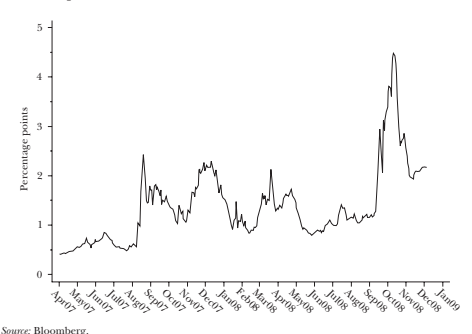 5
4
3
2
1
0
Percentage points
Apr07
May07
Jun07
Jul07
Aug07
Sep07
Oct07
Nov07
Dec07
Jan08
Feb08
Mar08
Apr08
May08
Jun08
Jul08
Aug08
Sep08
Oct08
Nov08
Dec08
Jan09
Source: Bloomberg.